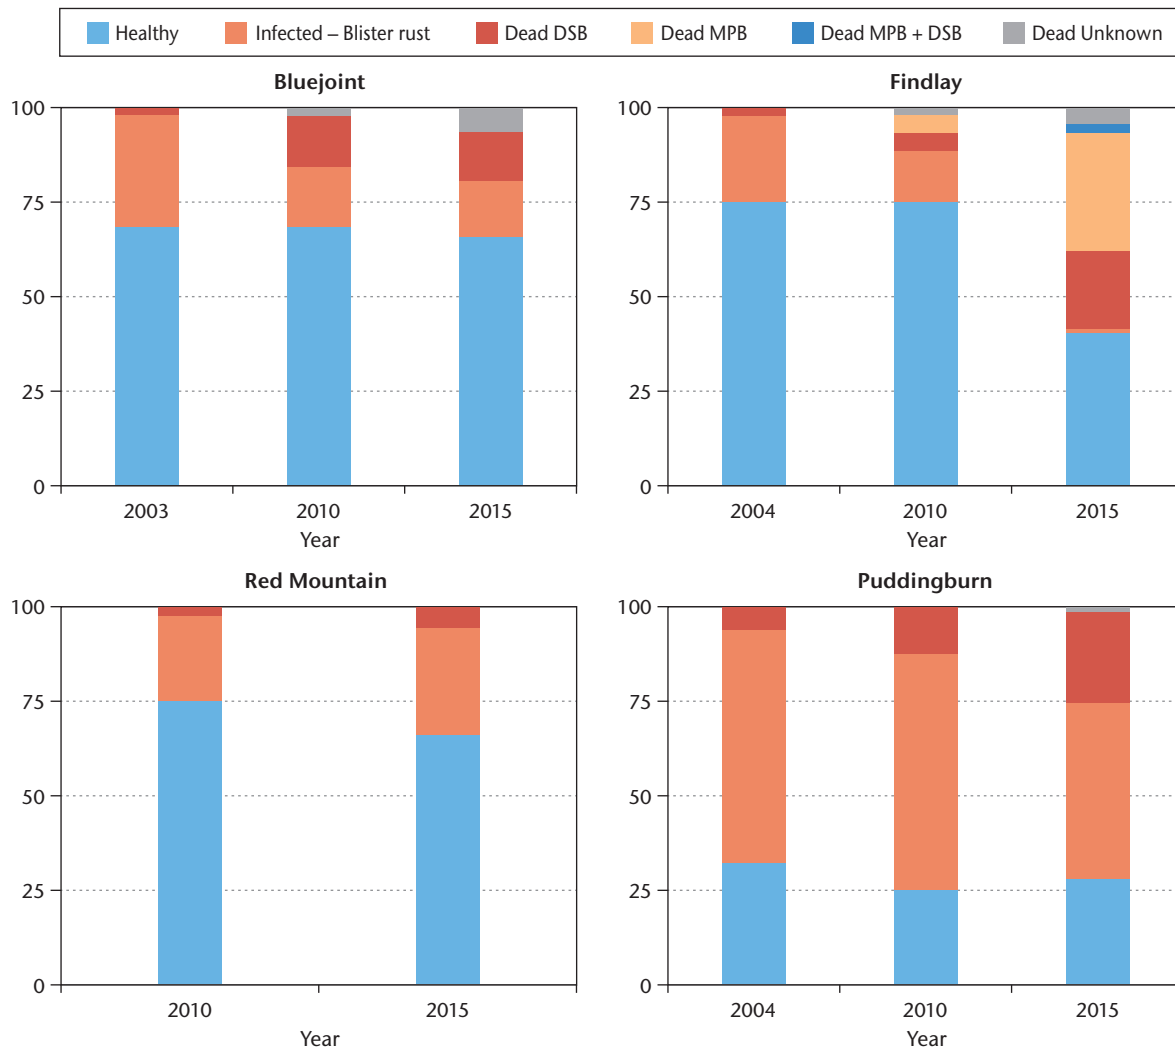 Healthy Infected – Blister rust Dead DSB Dead MPB Dead MPB + DSB Dead Unknown
Bluejoint
100
75
50
25
0
2003 2010 2015
Year
Findlay
100
75
50
25
0
2004 2010 2015
Year
Red Mountain
100
75
50
25
0
2010 2015
Year
Puddingburn
100
75
50
25
0
2004 2010 2015
Year